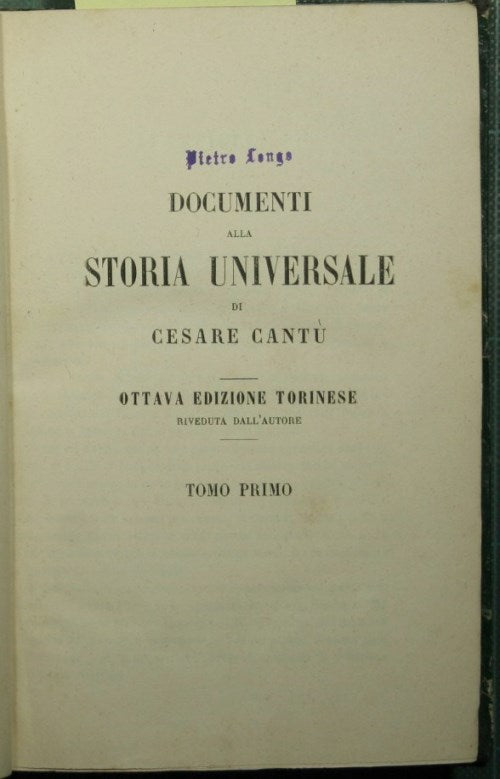 Pietro Longo
DOCUMENTI
ALLA
STORIA UNIVERSALE
DI
CESARE CANTÙ
OTTAVA EDIZIONE TORINESE
RIVEDUTA DALL'AUTORE
TOMO PRIMO